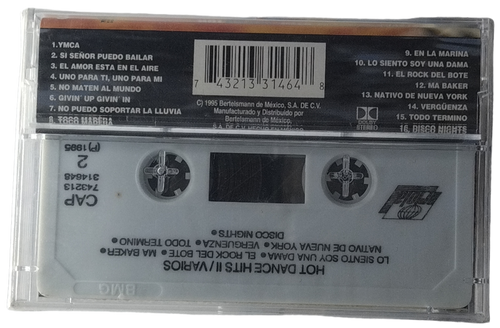 1.YMCA
2. SI SEÑOR PUEDO BAILAR
3. EL AMOR ESTA EN EL AIRE
4. UNO PARA TI, UNO PARA MI
5. NO MATEN AL MUNDO
6. GIVIN' UP GIVIN' IN
7. NO PUEDO SOPORTAR LA LLUVIA
7 43213 31464 8
C) 1995 Bertelsmann de México, S.A. DE C.V.
Manufacturado y Distribuido por
Bertelsmann de México,
9. EN LA MARINA
10. LO SIENTO SOY UNA DAMA
11. EL ROCK DEL BOTE
12. MA BAKER
13. NATIVO DE NUEVA YORK
14. VERGÜENZA
15. TODO TERMINO
16. DISCO NIGHTS
DOLBY
STEREO
BMG
HOT DANCE HITS II / VARIOS
LO SIENTO SOY UNA DAMA • EL ROCK DEL BOTE • MA BAKER •
NATIVO DE NUEVA YORK • VERGUENZA • TODO TERMINO •
DISCO NIGHTS •
CAP
743213
314648
2
(P) 1995